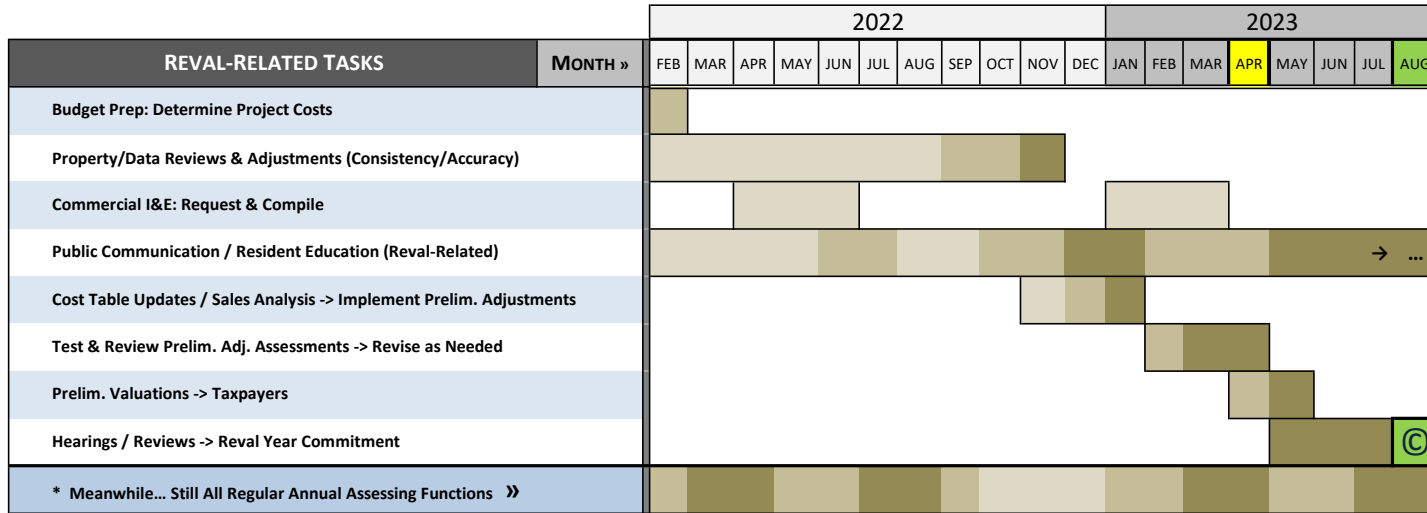 2022 2023
REVAL-RELATED TASKS MONTH » FEB MAR APR MAY JUN JUL AUG SEP OCT NOV DEC JAN FEB MAR APR MAY JUN JUL AUG
Budget Prep: Determine Project Costs
Property/Data Reviews & Adjustments (Consistency/Accuracy)
Commercial I&E: Request & Compile
Public Communication / Resident Education (Reval-Related) → ...
Cost Table Updates / Sales Analysis -> Implement Prelim. Adjustments
Test & Review Prelim. Adj. Assessments -> Revise as Needed
Prelim. Valuations -> Taxpayers
Hearings / Reviews -> Reval Year Commitment ©
* Meanwhile... Still All Regular Annual Assessing Functions »